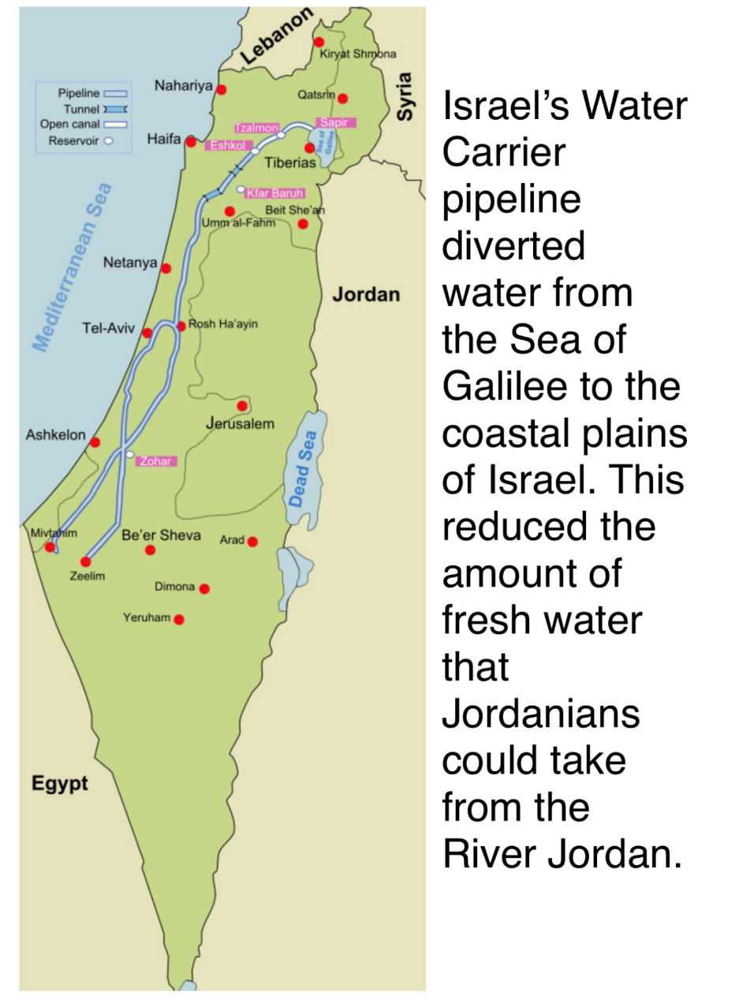 Lebanon
Kiryat Shmona
Syria
Nahariya
Qatsrin
Pipeline
Tunnel
Open canal
Reservoir
Tzalmon
Sapir
Haifa
Eshkol
Sea of
Galilee
Tiberias
Kfar Baruh
Beit She'an
Umm al-Fahm
Mediterranean Sea
Netanya
Jordan
Tel-Aviv
Rosh Ha'ayin
Jerusalem
Ashkelon
Zohar
Dead Sea
Mivtahim
Be'er Sheva
Arad
Zeelim
Dimona
Yeruham
Egypt
Israel’s Water
Carrier
pipeline
diverted
water from
the Sea of
Galilee to the
coastal plains
of Israel. This
reduced the
amount of
fresh water
that
Jordanians
could take
from the
River Jordan.